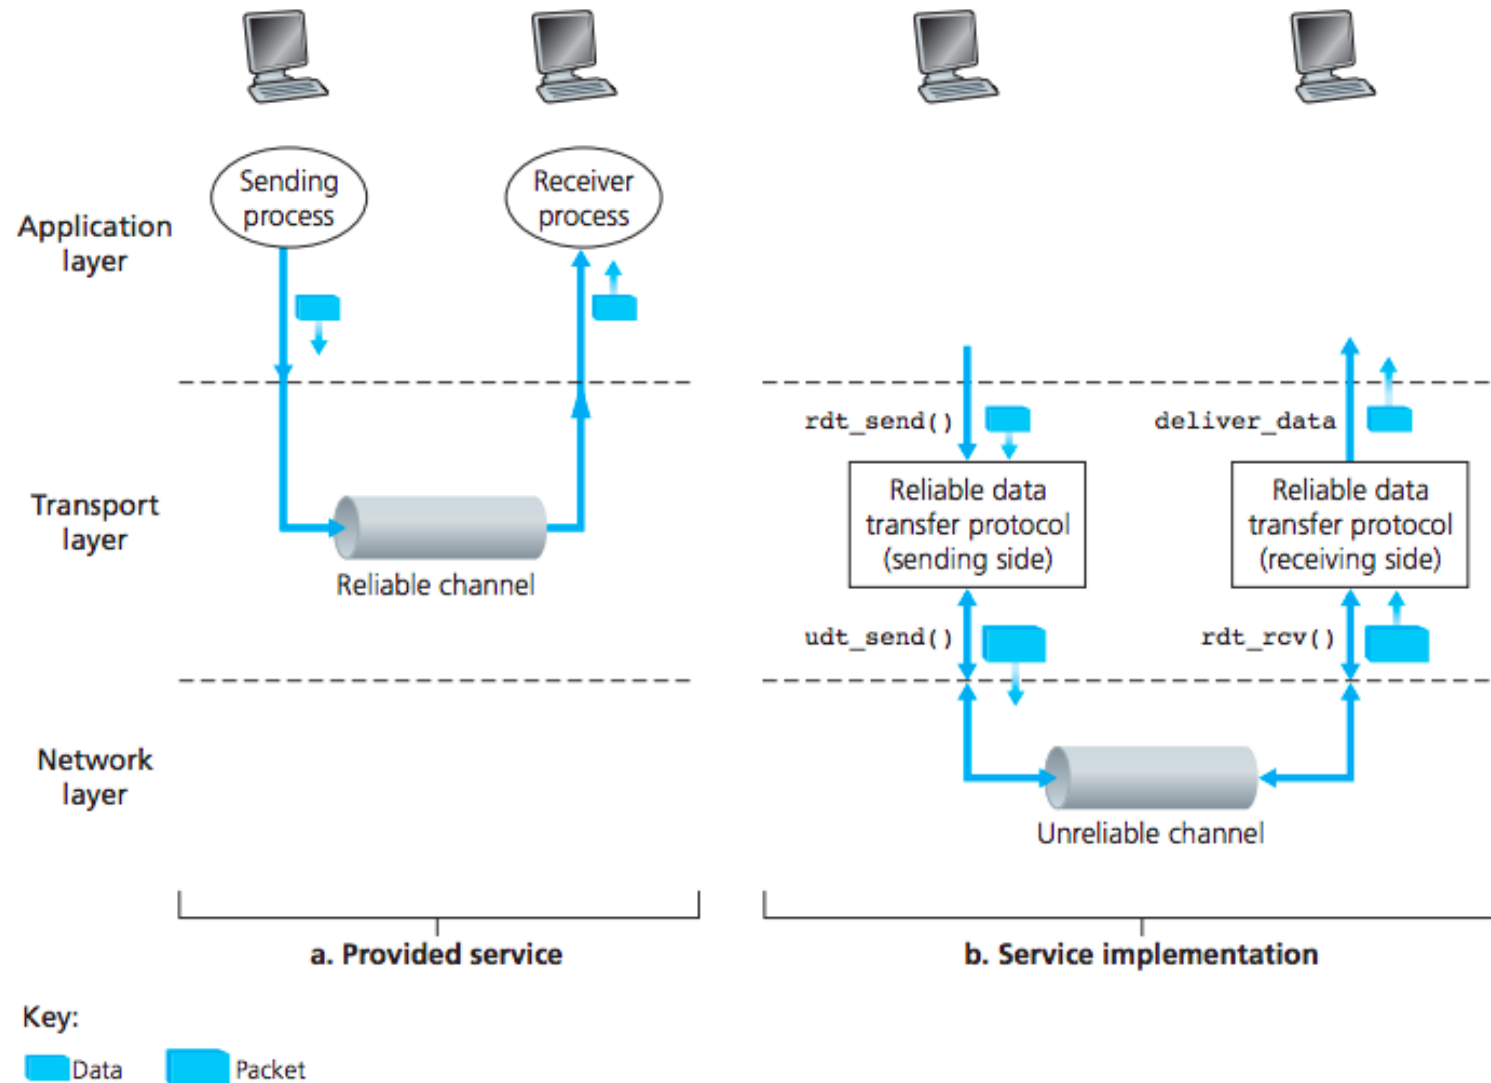 Sending
process
Receiver
process
Application
layer
rdt_send()
deliver_data
Transport
layer
Reliable channel
Reliable data
transfer protocol
(sending side)
Reliable data
transfer protocol
(receiving side)
udt_send()
rdt_rcv()
Network
layer
Unreliable channel
a. Provided service
b. Service implementation
Key:
Data
Packet